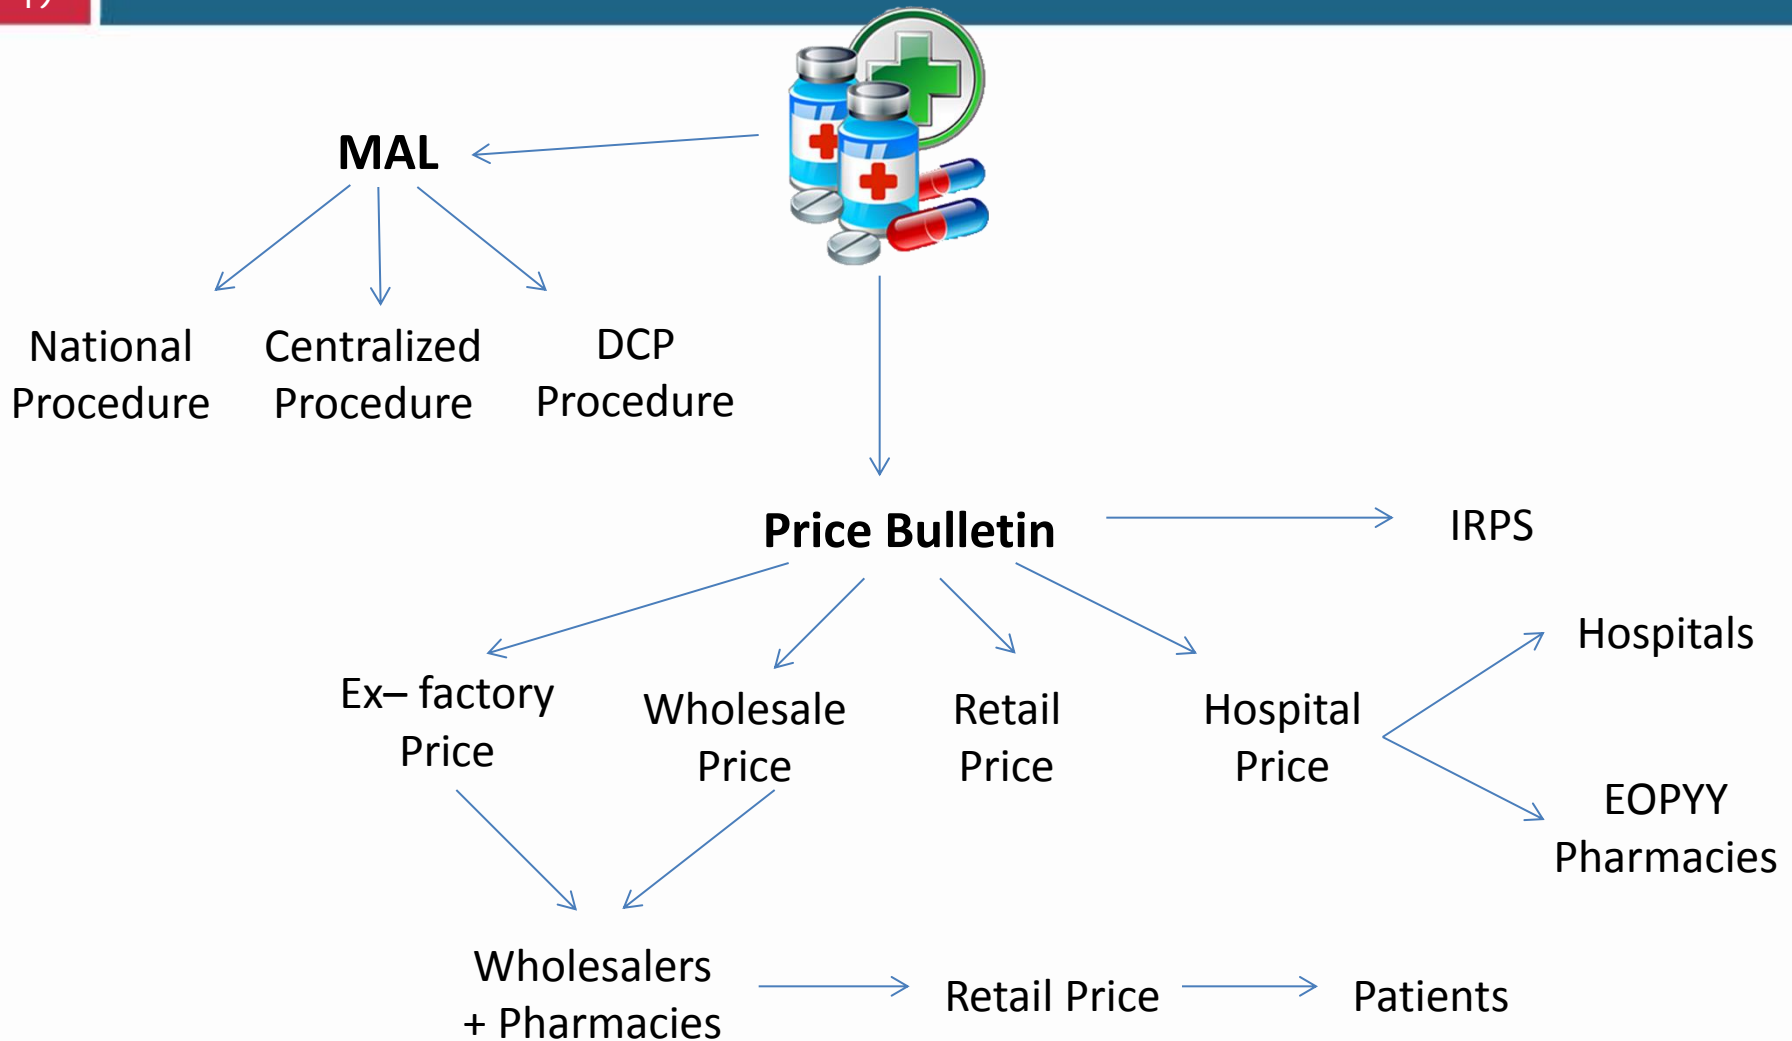 MAL
National
Procedure
Centralized
Procedure
DCP
Procedure
Price Bulletin
IRPS
Ex– factory
Price
Wholesale
Price
Retail
Price
Hospital
Price
Hospitals
EOPYY
Pharmacies
Wholesalers
+ Pharmacies
Retail Price
Patients